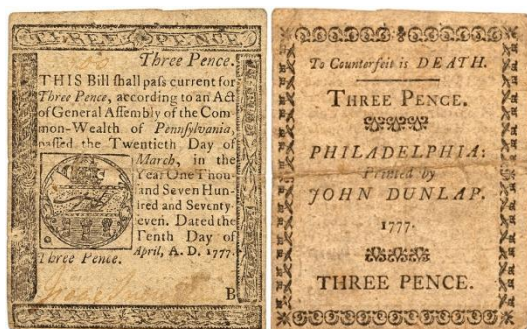 THREE PENCE
Three Pence.
THIS Bill ſhall paſs current for
Three Pence, according to an Act
of General Aſſembly of the Com
mon-Wealth of Pennſylvania,
paſſed the Twentieth Day of
March, in the
Year One Thou
ſand Seven Hun
dred and Seventy-
ſeven. Dated the
Tenth Day of
April, A. D. 1777.
Three Pence.
B
To Counterfeit is DEATH.
THREE PENCE.
PHILADELPHIA:
Printed by
JOHN DUNLAP.
1777.
THREE PENCE.